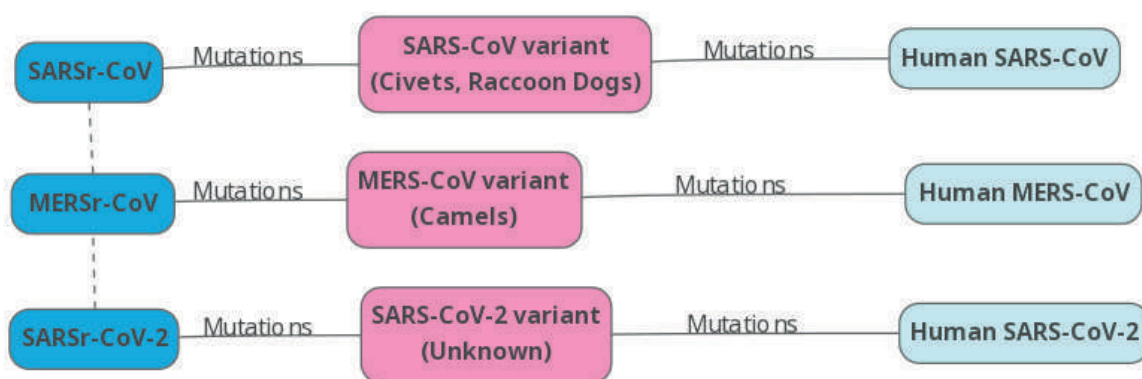 SARSr-CoV
Mutations
SARS-CoV variant
(Civets, Raccoon Dogs)
Mutations
Human SARS-CoV
MERSr-CoV
Mutations
MERS-CoV variant
(Camels)
Mutations
Human MERS-CoV
SARSr-CoV-2
Mutations
SARS-CoV-2 variant
(Unknown)
Mutations
Human SARS-CoV-2